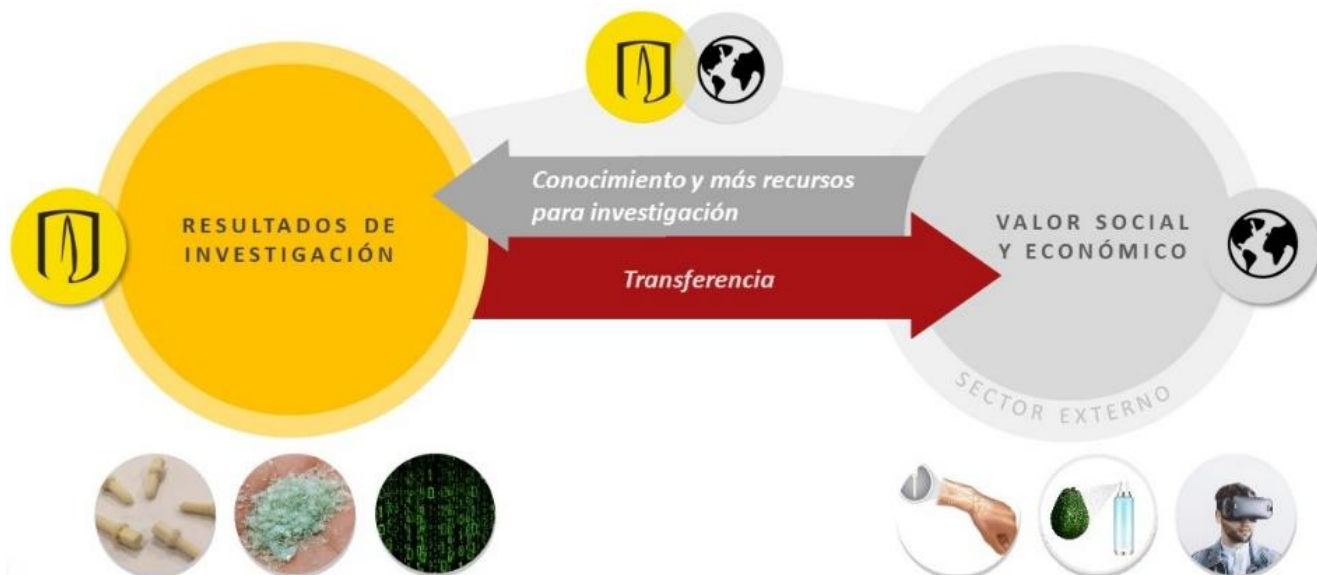 RESULTADOS DE
INVESTIGACIÓN
Conocimiento y más recursos
para investigación
Transferencia
VALOR SOCIAL
Y ECONÓMICO
SECTOR EXTERNO